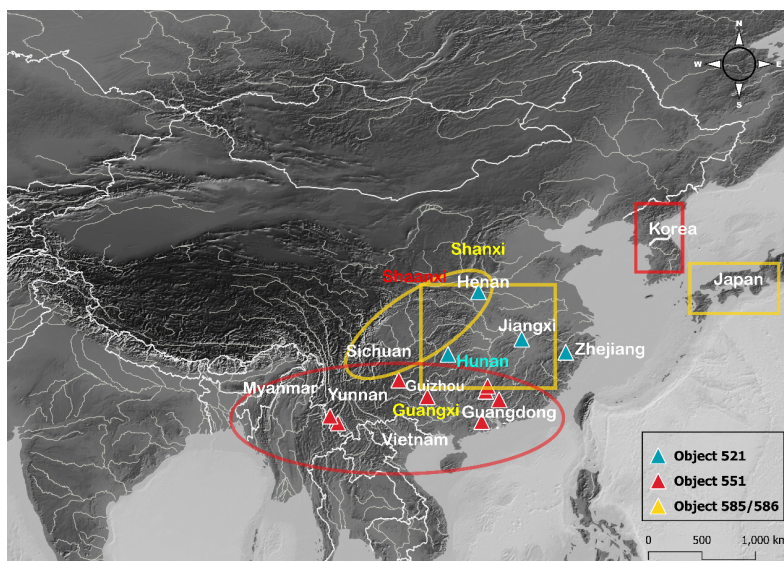 N
W E
S
Korea
Shanxi
Shaanxi
Henan
Japan
Jiangxi
Sichuan
Hunan
Zhejiang
Myanmar
Yunnan
Guizhou
Guangxi
Guangdong
Vietnam
Object 521
Object 551
Object 585/586
0 500 1,000 km